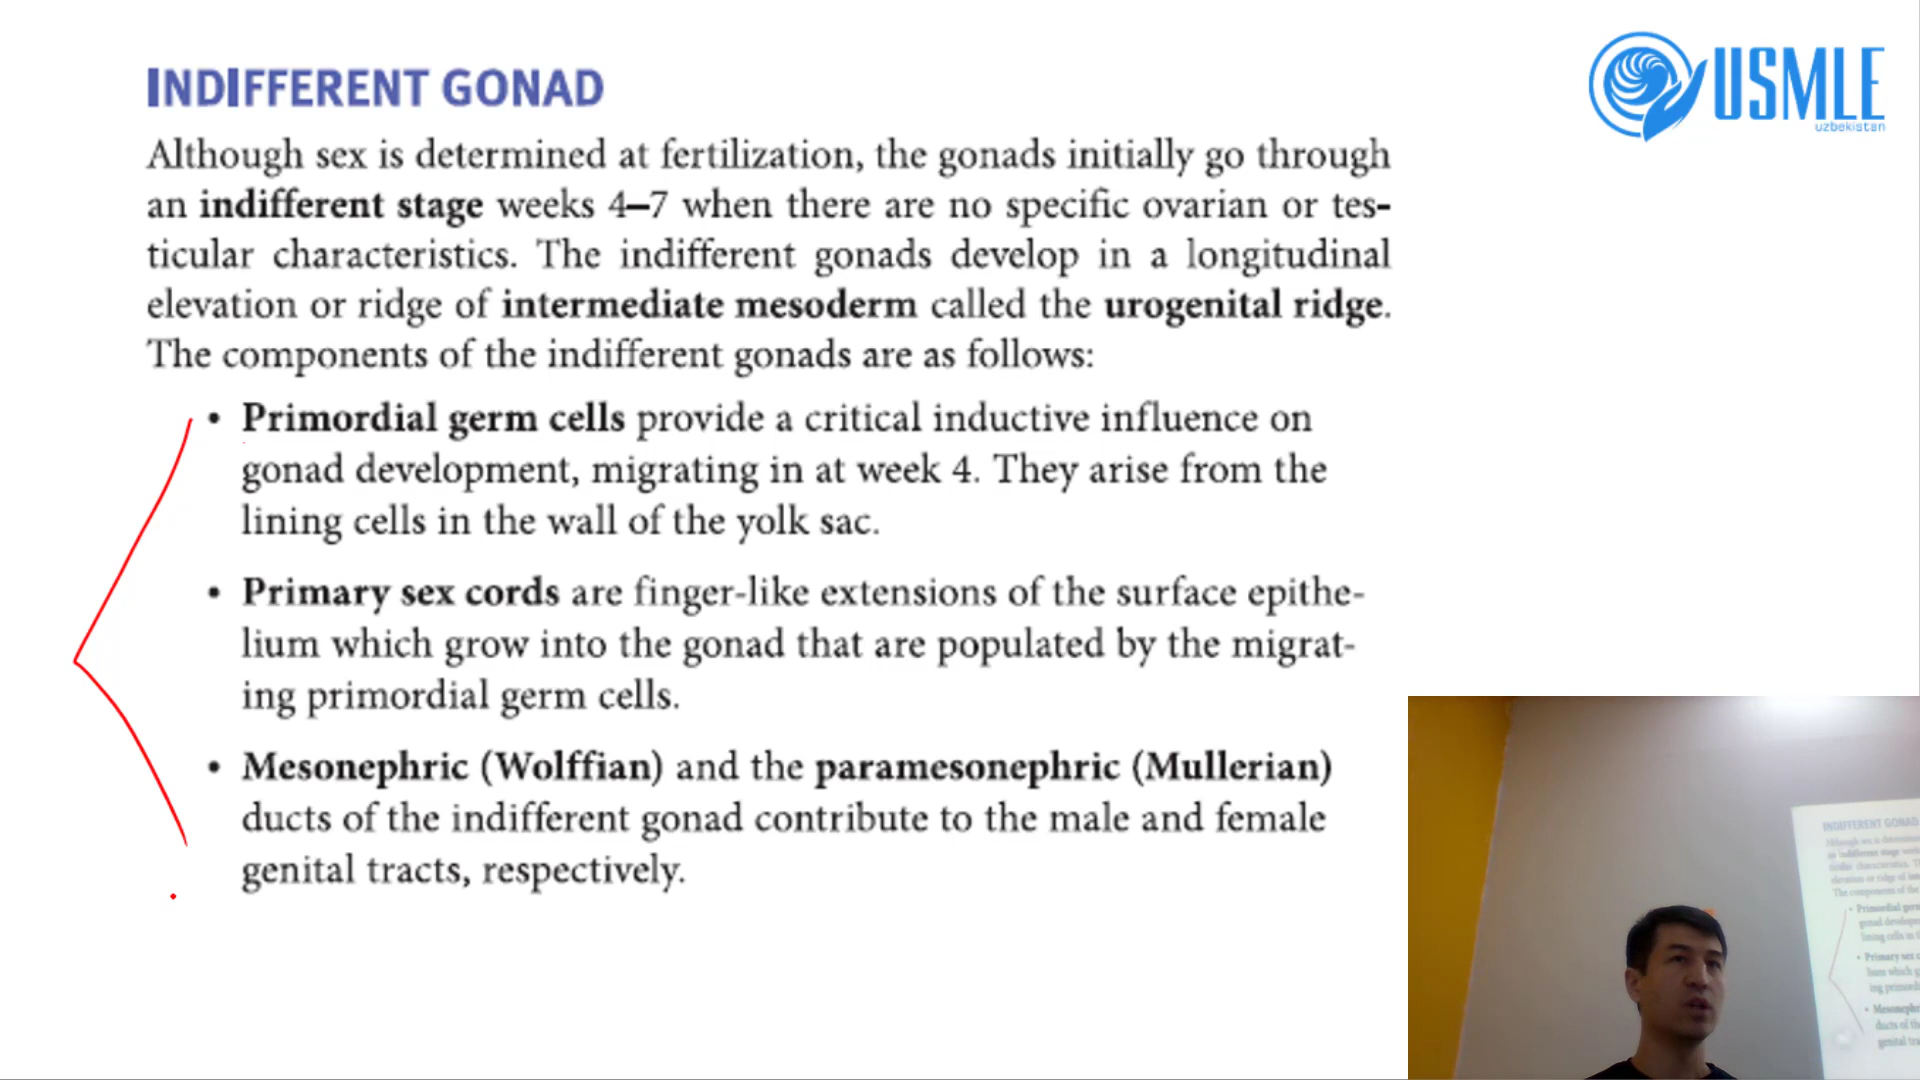 INDIFFERENT GONAD
USMLE
uzbekistan
Although sex is determined at fertilization, the gonads initially go through
an indifferent stage weeks 4–7 when there are no specific ovarian or tes-
ticular characteristics. The indifferent gonads develop in a longitudinal
elevation or ridge of intermediate mesoderm called the urogenital ridge.
The components of the indifferent gonads are as follows:
• Primordial germ cells provide a critical inductive influence on
gonad development, migrating in at week 4. They arise from the
lining cells in the wall of the yolk sac.
• Primary sex cords are finger-like extensions of the surface epithe-
lium which grow into the gonad that are populated by the migrat-
ing primordial germ cells.
• Mesonephric (Wolffian) and the paramesonephric (Mullerian)
ducts of the indifferent gonad contribute to the male and female
genital tracts, respectively.
INDIFFERENT GONAD